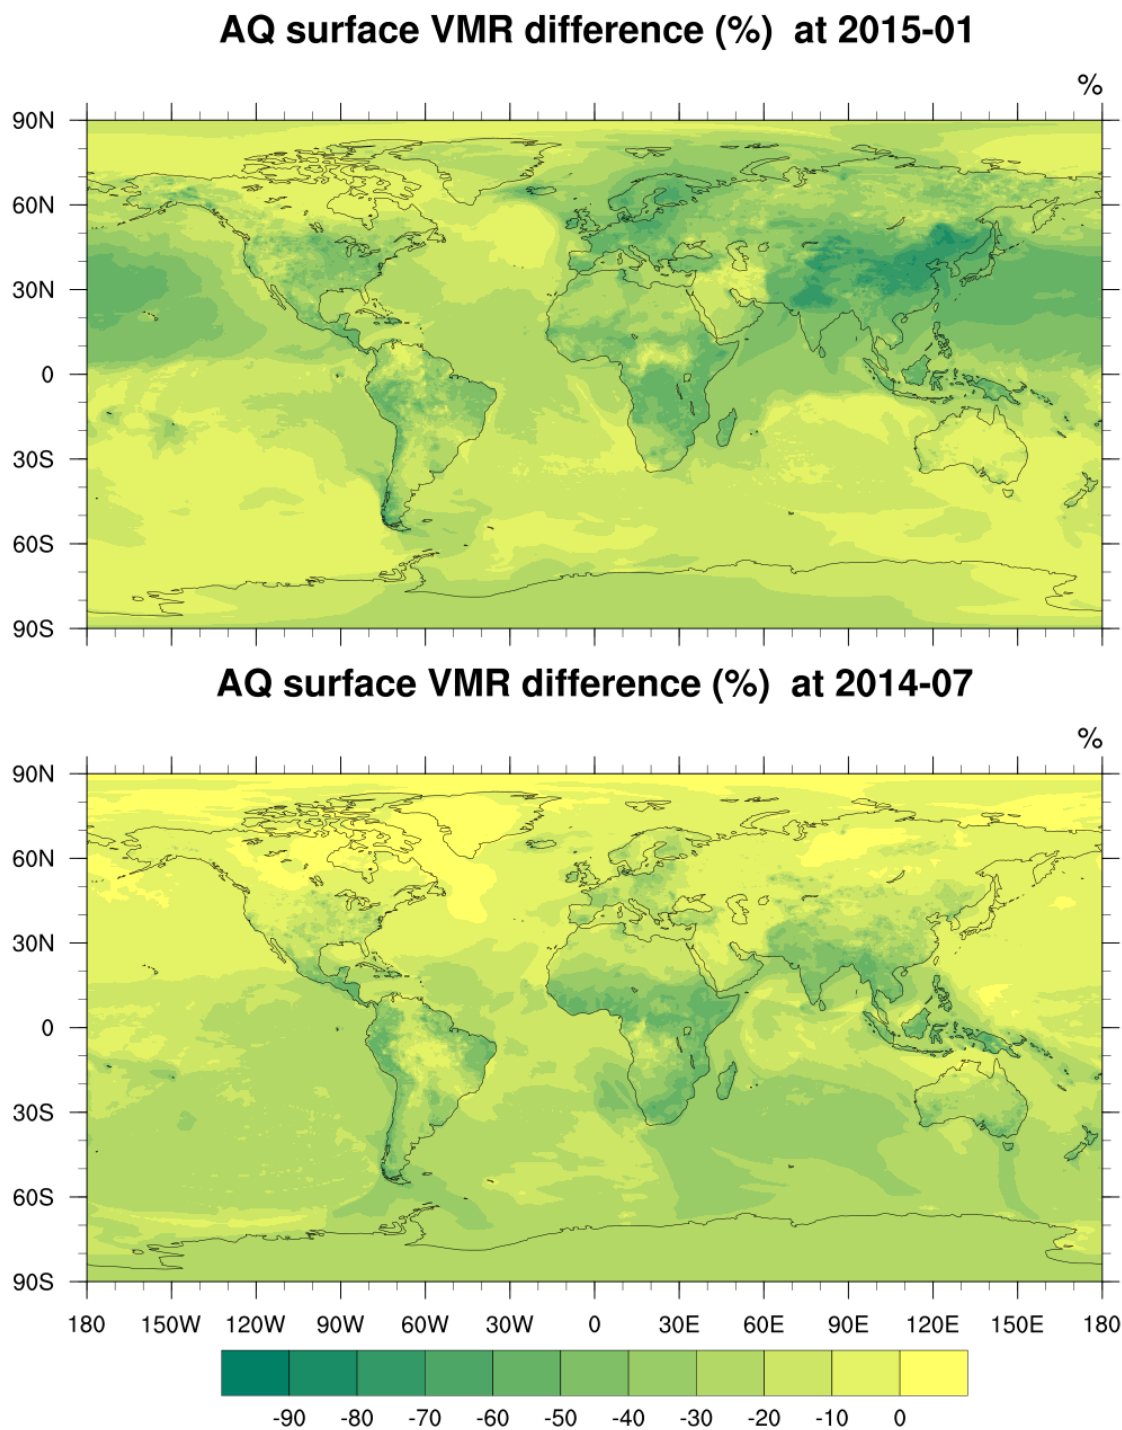 AQ surface VMR difference (%) at 2015-01
%
90N
60N
30N
0
30S
60S
90S
AQ surface VMR difference (%) at 2014-07
%
90N
60N
30N
0
30S
60S
90S
180 150W 120W 90W 60W 30W 0 30E 60E 90E 120E 150E 180
-90 -80 -70 -60 -50 -40 -30 -20 -10 0